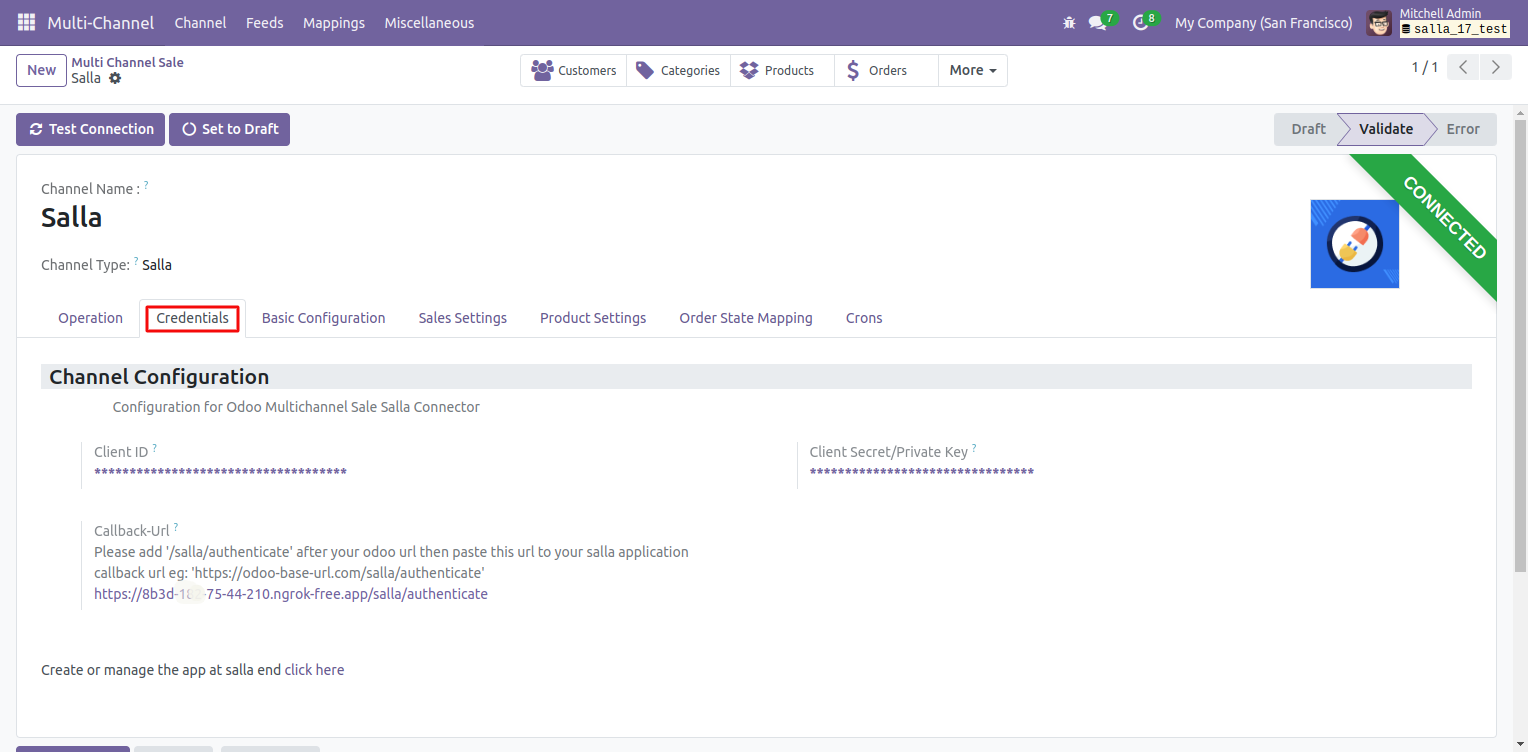 Multi-Channel Channel Feeds Mappings Miscellaneous 7 8 My Company (San Francisco) Mitchell Admin
salla_17_test
New Multi Channel Sale
Salla
Customers Categories Products $ Orders More 1 / 1
Test Connection Set to Draft Draft Validate Error
CONNECTED
Channel Name : ?
Salla
Channel Type: ? Salla
Operation Credentials Basic Configuration Sales Settings Product Settings Order State Mapping Crons
Channel Configuration
Configuration for Odoo Multichannel Sale Salla Connector
Client ID ? Client Secret/Private Key ?
************************************ ********************************
Callback-Url ?
Please add '/salla/authenticate' after your odoo url then paste this url to your salla application
callback url eg: 'https://odoo-base-url.com/salla/authenticate'
https://8b3d-182-75-44-210.ngrok-free.app/salla/authenticate
Create or manage the app at salla end click here